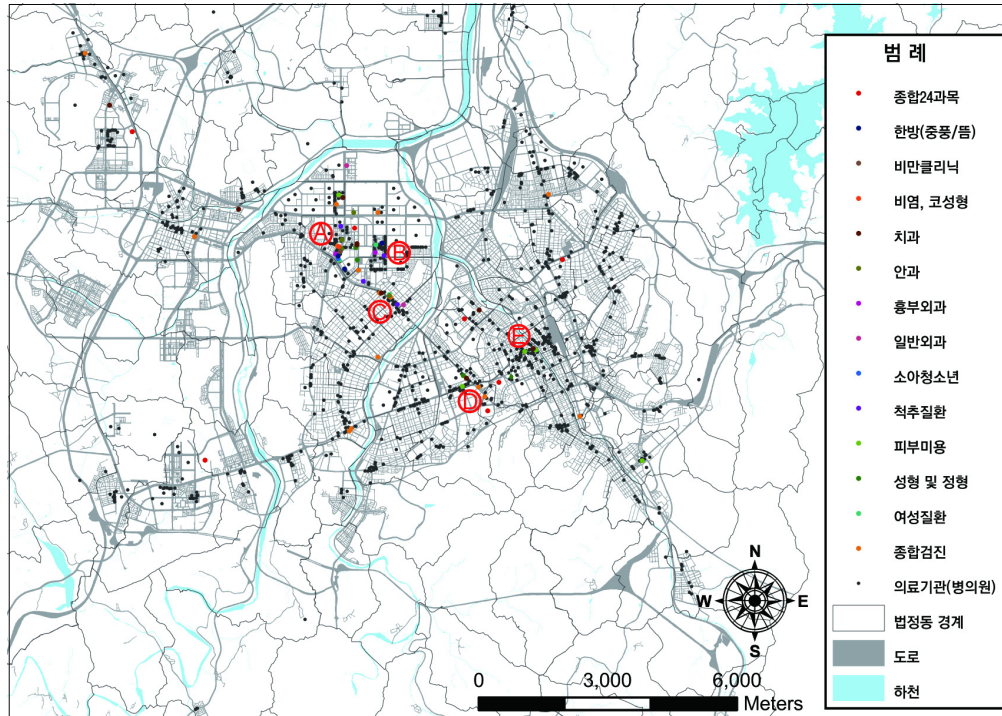 범 례
종합24과목
한방(중풍/뜸)
비만클리닉
비염, 코성형
치과
안과
흉부외과
일반외과
소아청소년
척추질환
피부미용
성형 및 정형
여성질환
종합검진
의료기관(병의원)
법정동 경계
도로
하천
A
B
C
E
D
N
W E
S
0 3,000 6,000
Meters